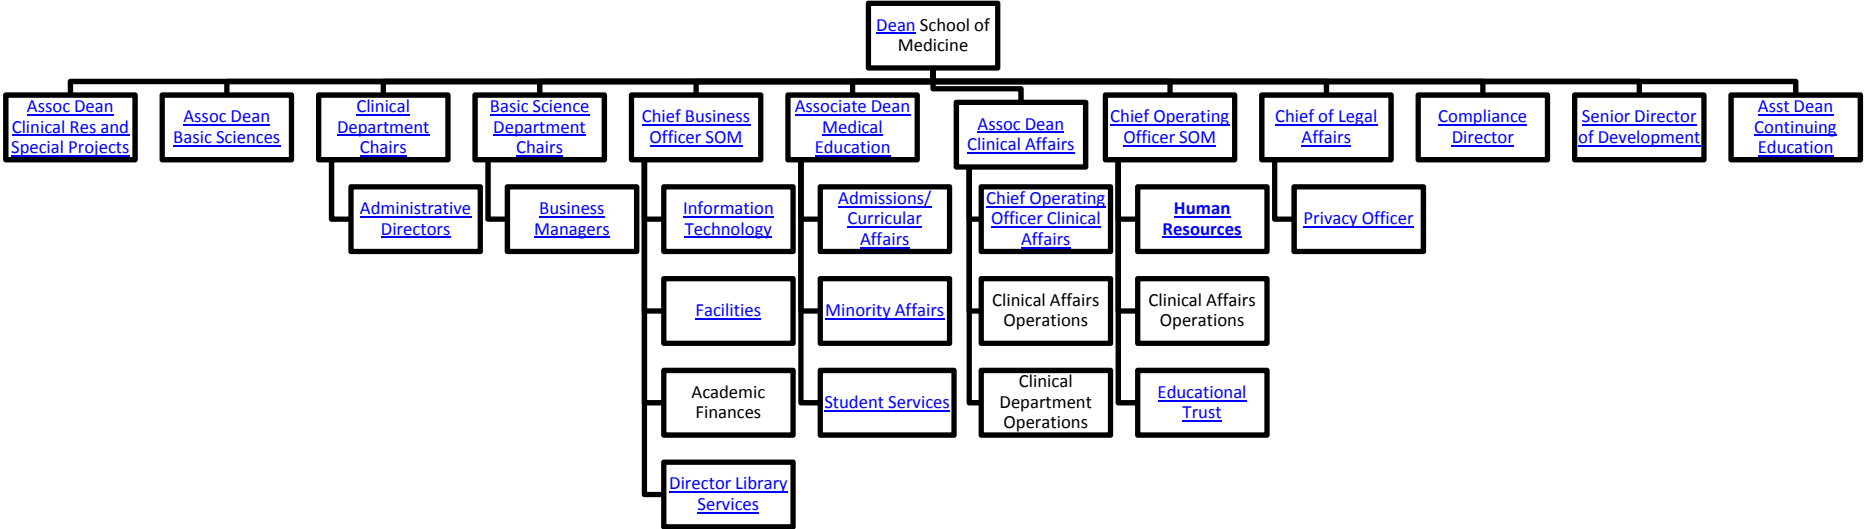 Dean School of
Medicine
Assoc Dean
Clinical Res and
Special Projects
Assoc Dean
Basic Sciences
Clinical
Department
Chairs
Basic Science
Department
Chairs
Chief Business
Officer SOM
Associate Dean
Medical
Education
Assoc Dean
Clinical Affairs
Chief Operating
Officer SOM
Chief of Legal
Affairs
Compliance
Director
Senior Director
of Development
Asst Dean
Continuing
Education
Administrative
Directors
Business
Managers
Information
Technology
Admissions/
Curricular
Affairs
Chief Operating
Officer Clinical
Affairs
Human
Resources
Privacy Officer
Facilities
Minority Affairs
Clinical Affairs
Operations
Clinical Affairs
Operations
Academic
Finances
Student Services
Clinical
Department
Operations
Educational
Trust
Director Library
Services